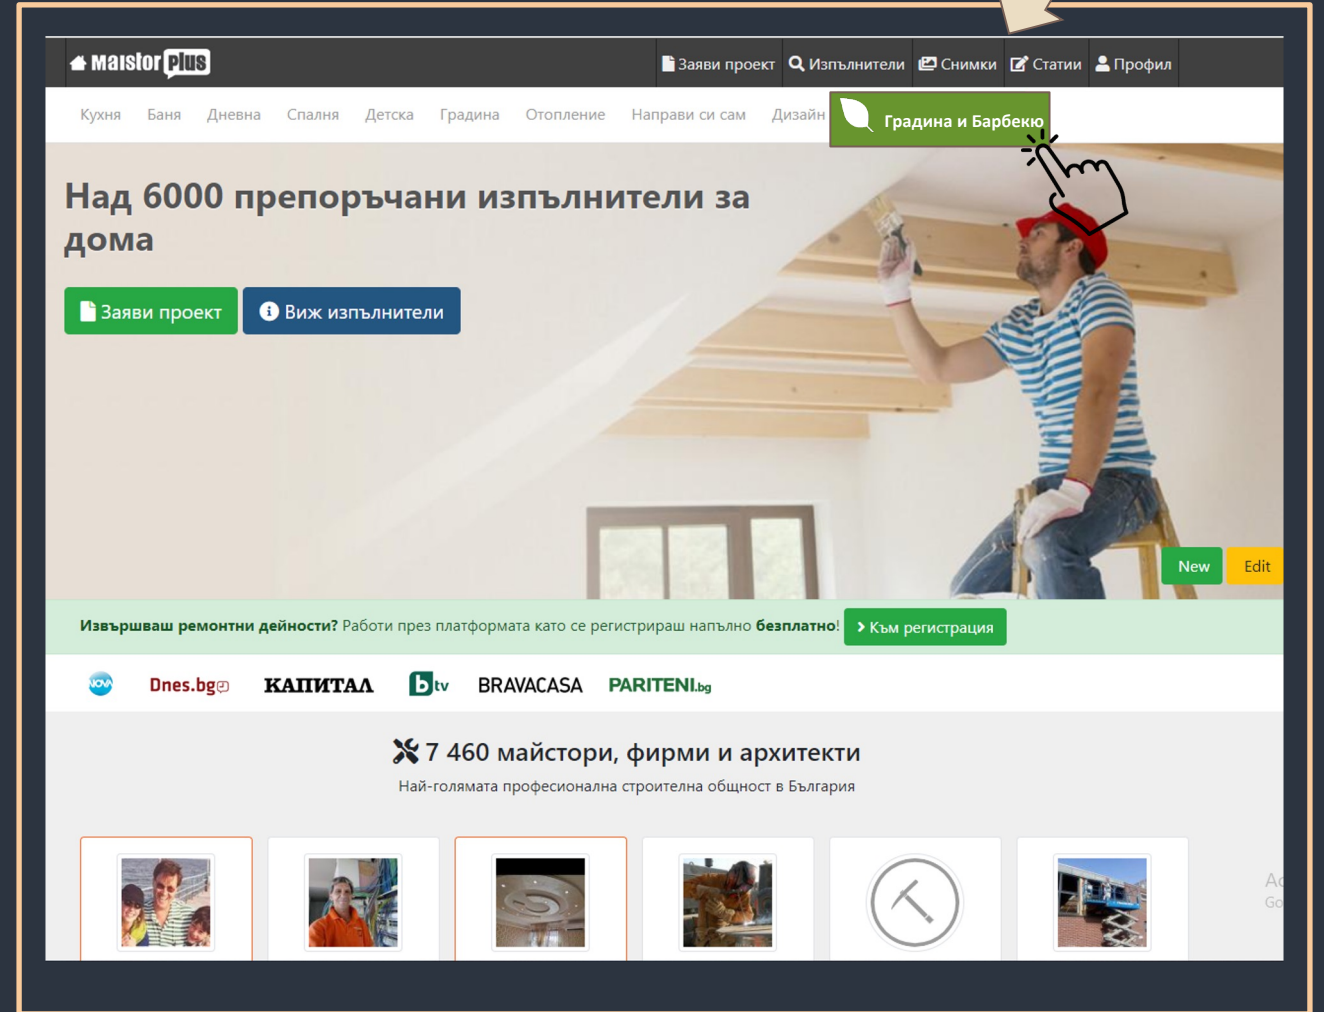 MaistorPlus
Заяви проект Изпълнители Снимки Статии Профил
Кухня Баня Дневна Спалня Детска Градина Отопление Направи си сам Дизайн Градина и Барбекю
Над 6000 препоръчани изпълнители за
дома
Заяви проект Виж изпълнители
New Edit
Извършваш ремонтни дейности? Работи през платформата като се регистрираш напълно безплатно! Към регистрация
NOVA Dnes.bg КАПИТАЛ btv BRAVACASA PARITENI.bg
7 460 майстори, фирми и архитекти
Най-голямата професионална строителна общност в България